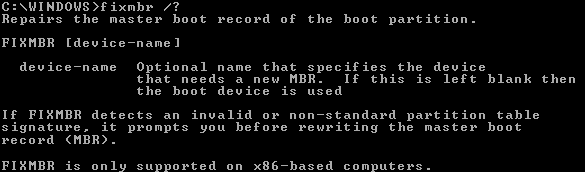 C:\WINDOWS>fixmbr /?
Repairs the master boot record of the boot partition.
FIXMBR [device-name]
device-name  Optional name that specifies the device
that needs a new MBR.  If this is left blank then
the boot device is used
If FIXMBR detects an invalid or non-standard partition table
signature, it prompts you before rewriting the master boot
record (MBR).
FIXMBR is only supported on x86-based computers.